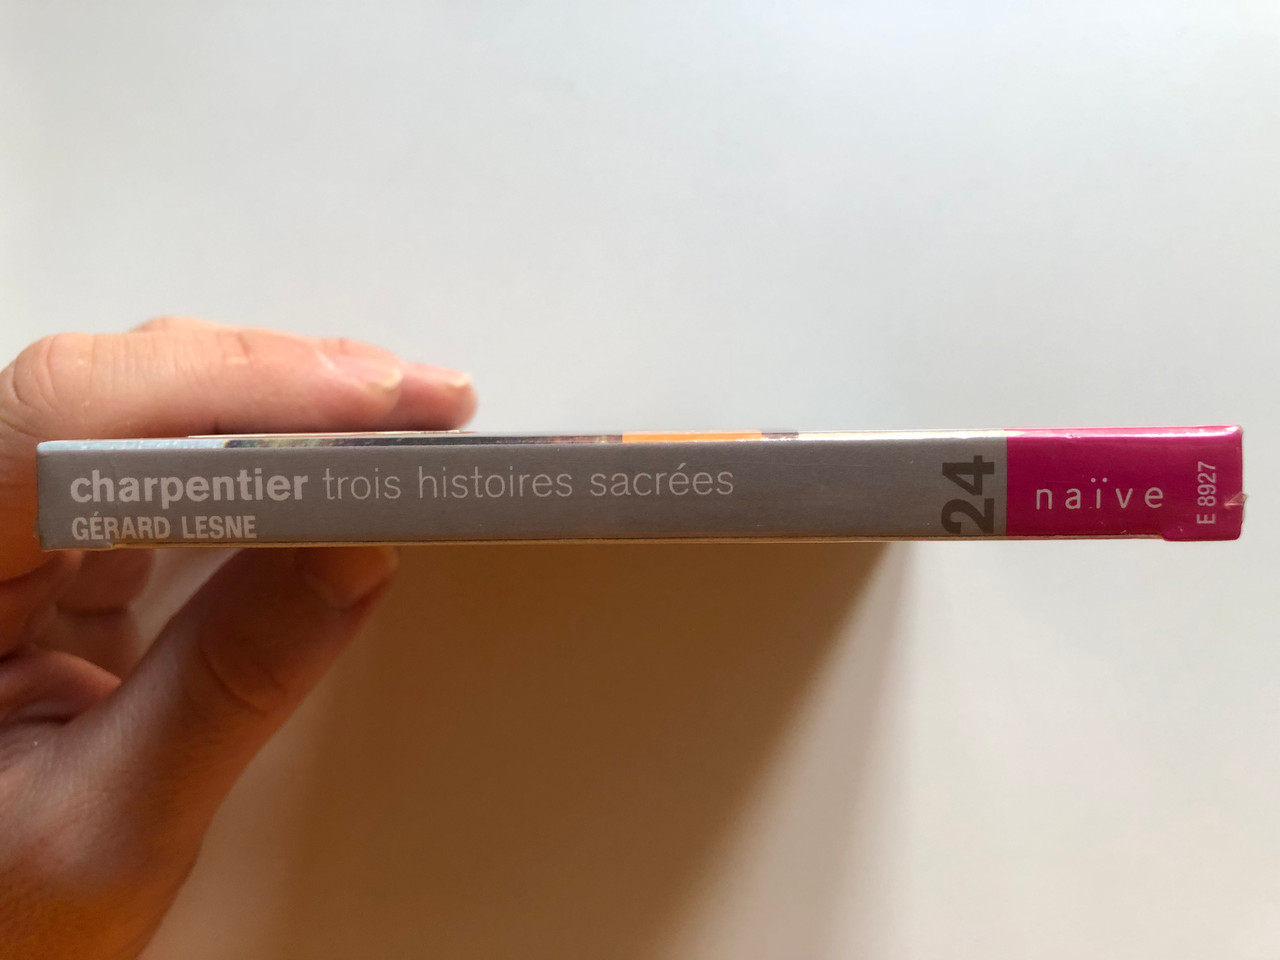 charpentier trois histoires sacrées
GÉRARD LESNE
24
naïve
E 8927